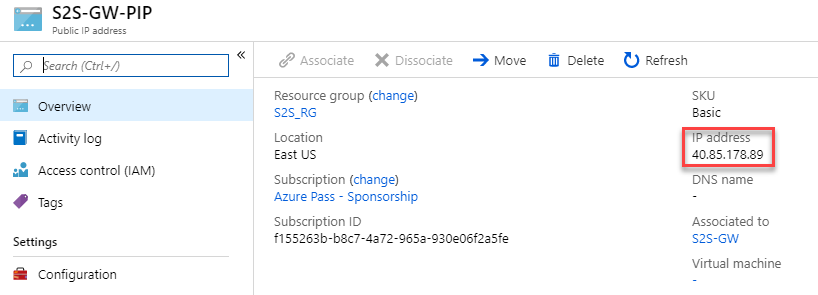 S2S-GW-PIP
Public IP address
Search (Ctrl+/)
«
Overview
Activity log
Access control (IAM)
Tags
Settings
Configuration
Associate Dissociate Move Delete Refresh
Resource group (change)
S2S_RG
Location
East US
Subscription (change)
Azure Pass - Sponsorship
Subscription ID
f155263b-b8c7-4a72-965a-930e06f2a5fe
SKU
Basic
IP address
40.85.178.89
DNS name
-
Associated to
S2S-GW
Virtual machine
-